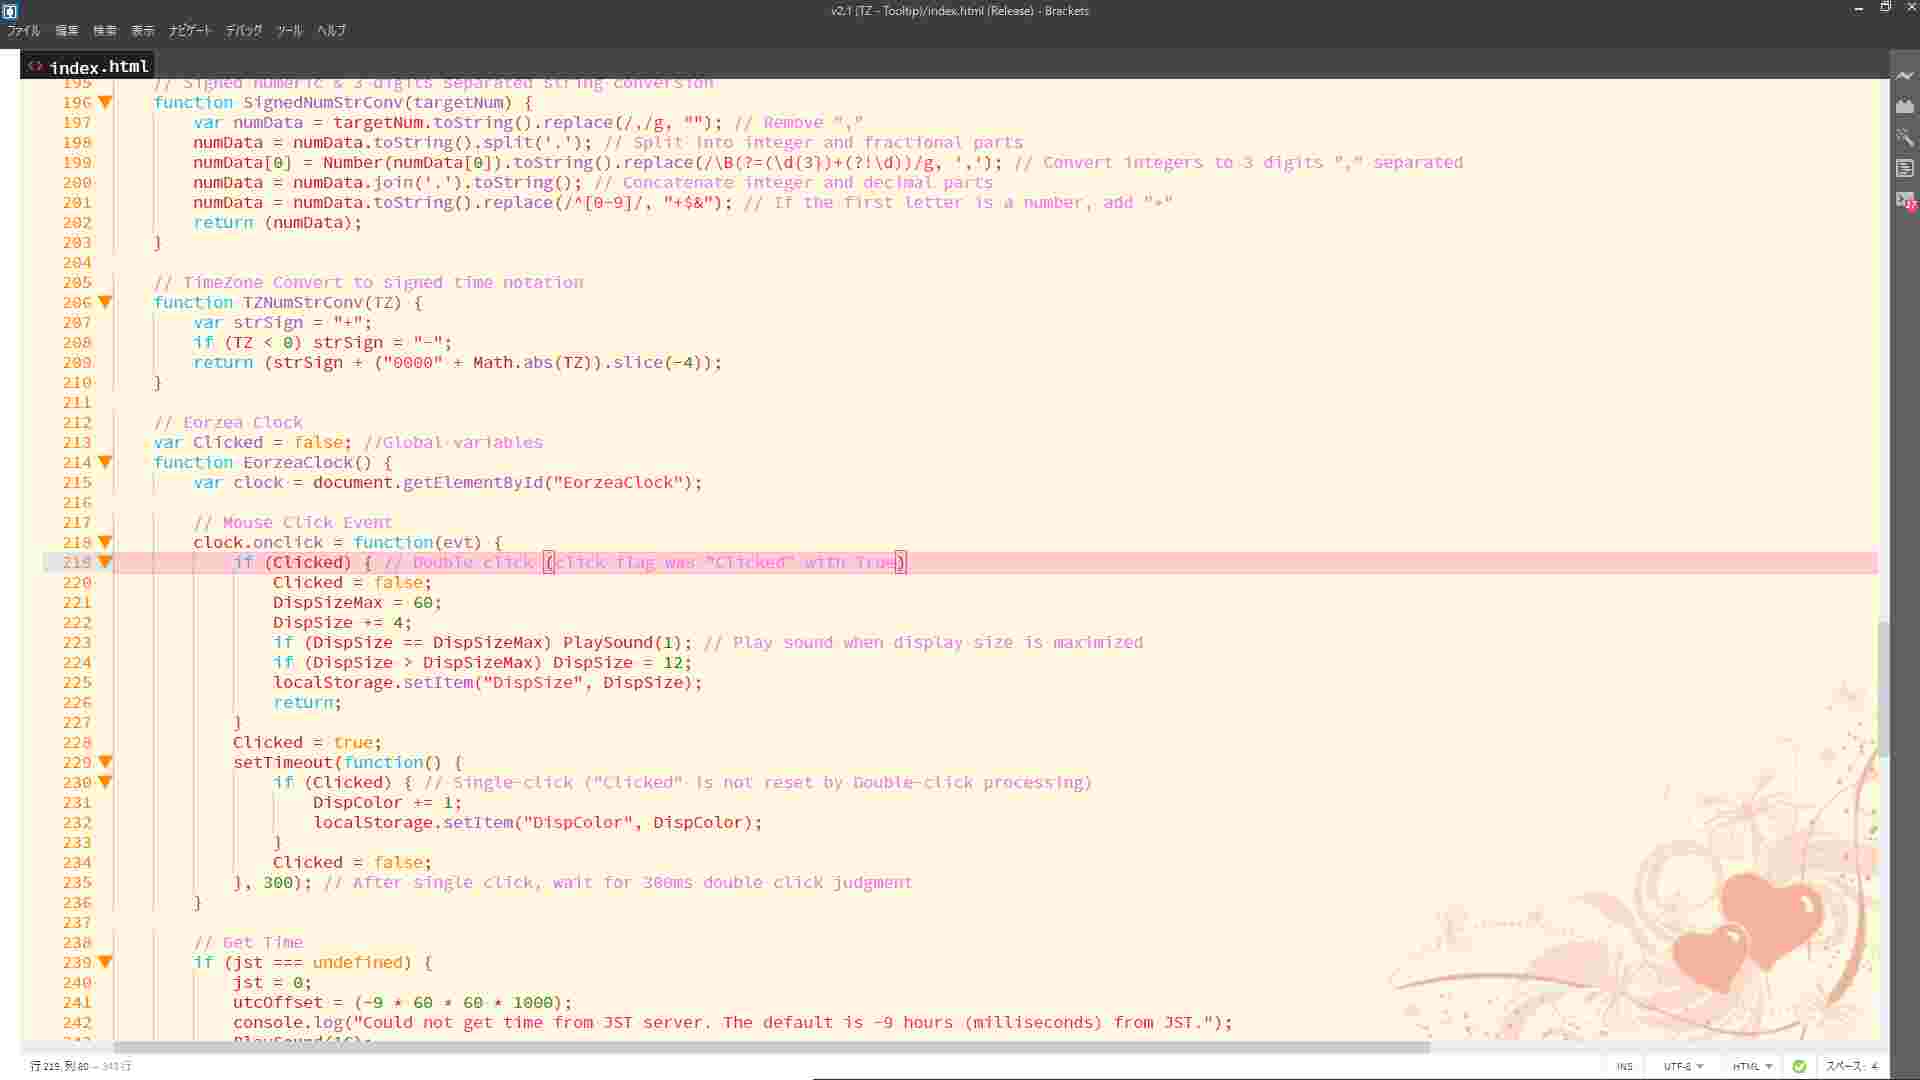 v2.1 (TZ - Tooltip)/index.html (Release) - Brackets
ファイル 編集 検索 表示 ナビゲート デバッグ ツール ヘルプ
<> index.html
195 // Signed numeric & 3 digits separated string conversion
196 function SignedNumStrConv(targetNum) {
197 var numData = targetNum.toString().replace(/,/g, ""); // Remove ","
198 numData = numData.toString().split('.'); // Split into integer and fractional parts
199 numData[0] = Number(numData[0]).toString().replace(/\B(?=(\d{3})+(?!\d))/g, ','); // Convert integers to 3 digits "," separated
200 numData = numData.join('.').toString(); // Concatenate integer and decimal parts
201 numData = numData.toString().replace(/^[0-9]/, "+$&"); // If the first letter is a number, add "+"
202 return (numData);
203 }
204
205 // TimeZone Convert to signed time notation
206 function TZNumStrConv(TZ) {
207 var strSign = "+";
208 if (TZ < 0) strSign = "-";
209 return (strSign + ("0000" + Math.abs(TZ)).slice(-4));
210 }
211
212 // Eorzea Clock
213 var Clicked = false; //Global variables
214 function EorzeaClock() {
215 var clock = document.getElementById("EorzeaClock");
216
217 // Mouse Click Event
218 clock.onclick = function(evt) {
219 if (Clicked) { // Double click (click flag was "Clicked" with True)
220 Clicked = false;
221 DispSizeMax = 60;
222 DispSize += 4;
223 if (DispSize == DispSizeMax) PlaySound(1); // Play sound when display size is maximized
224 if (DispSize > DispSizeMax) DispSize = 12;
225 localStorage.setItem("DispSize", DispSize);
226 return;
227 }
228 Clicked = true;
229 setTimeout(function() {
230 if (Clicked) { // Single-click ("Clicked" is not reset by Double-click processing)
231 DispColor += 1;
232 localStorage.setItem("DispColor", DispColor);
233 }
234 Clicked = false;
235 }, 300); // After single click, wait for 300ms double click judgment
236 }
237
238 // Get Time
239 if (jst === undefined) {
240 jst = 0;
241 utcOffset = (-9 * 60 * 60 * 1000);
242 console.log("Could not get time from JST server. The default is -9 hours (milliseconds) from JST.");
行 219, 列 80
INS UTF-8 HTML スペース: 4